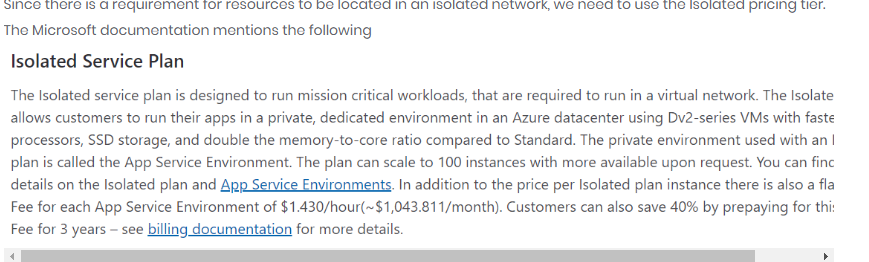 Since there is a requirement for resources to be located in an isolated network, we need to use the Isolated pricing tier.
The Microsoft documentation mentions the following
Isolated Service Plan
The Isolated service plan is designed to run mission critical workloads, that are required to run in a virtual network. The Isolate
allows customers to run their apps in a private, dedicated environment in an Azure datacenter using Dv2-series VMs with faste
processors, SSD storage, and double the memory-to-core ratio compared to Standard. The private environment used with an I
plan is called the App Service Environment. The plan can scale to 100 instances with more available upon request. You can find
details on the Isolated plan and App Service Environments. In addition to the price per Isolated plan instance there is also a fla
Fee for each App Service Environment of $1.430/hour(~$1,043.811/month). Customers can also save 40% by prepaying for this
Fee for 3 years – see billing documentation for more details.